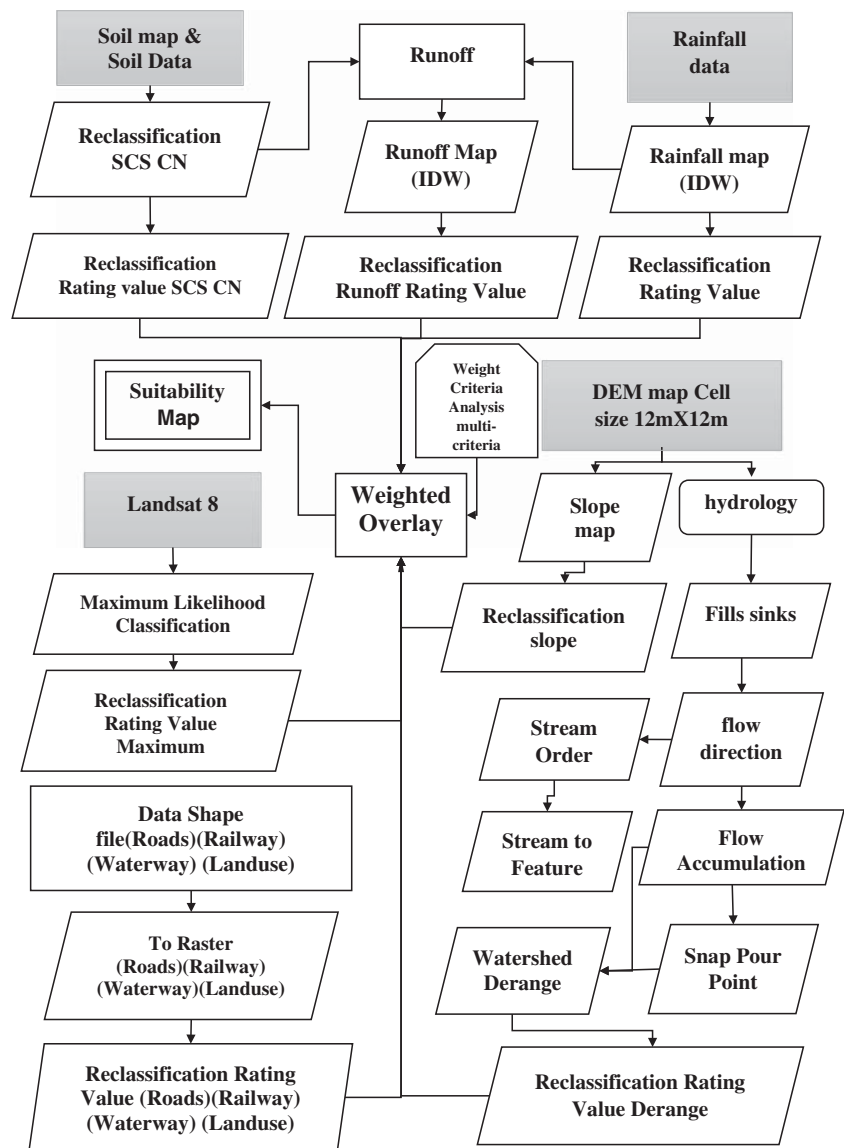 Soil map &
Soil Data
Runoff
Rainfall
data
Reclassification
SCS CN
Runoff Map
(IDW)
Rainfall map
(IDW)
Reclassification
Rating value SCS CN
Reclassification
Runoff Rating Value
Reclassification
Rating Value
Suitability
Map
Weight
Criteria
Analysis
multi-
criteria
DEM map Cell
size 12mX12m
Landsat 8
Weighted
Overlay
Slope
map
hydrology
Maximum Likelihood
Classification
Reclassification
slope
Fills sinks
Reclassification
Rating Value
Maximum
Stream
Order
flow
direction
Data Shape
file(Roads)(Railway)
(Waterway) (Landuse)
Stream to
Feature
Flow
Accumulation
To Raster
(Roads)(Railway)
(Waterway)(Landuse)
Watershed
Derange
Snap Pour
Point
Reclassification Rating
Value (Roads)(Railway)
(Waterway) (Landuse)
Reclassification Rating
Value Derange